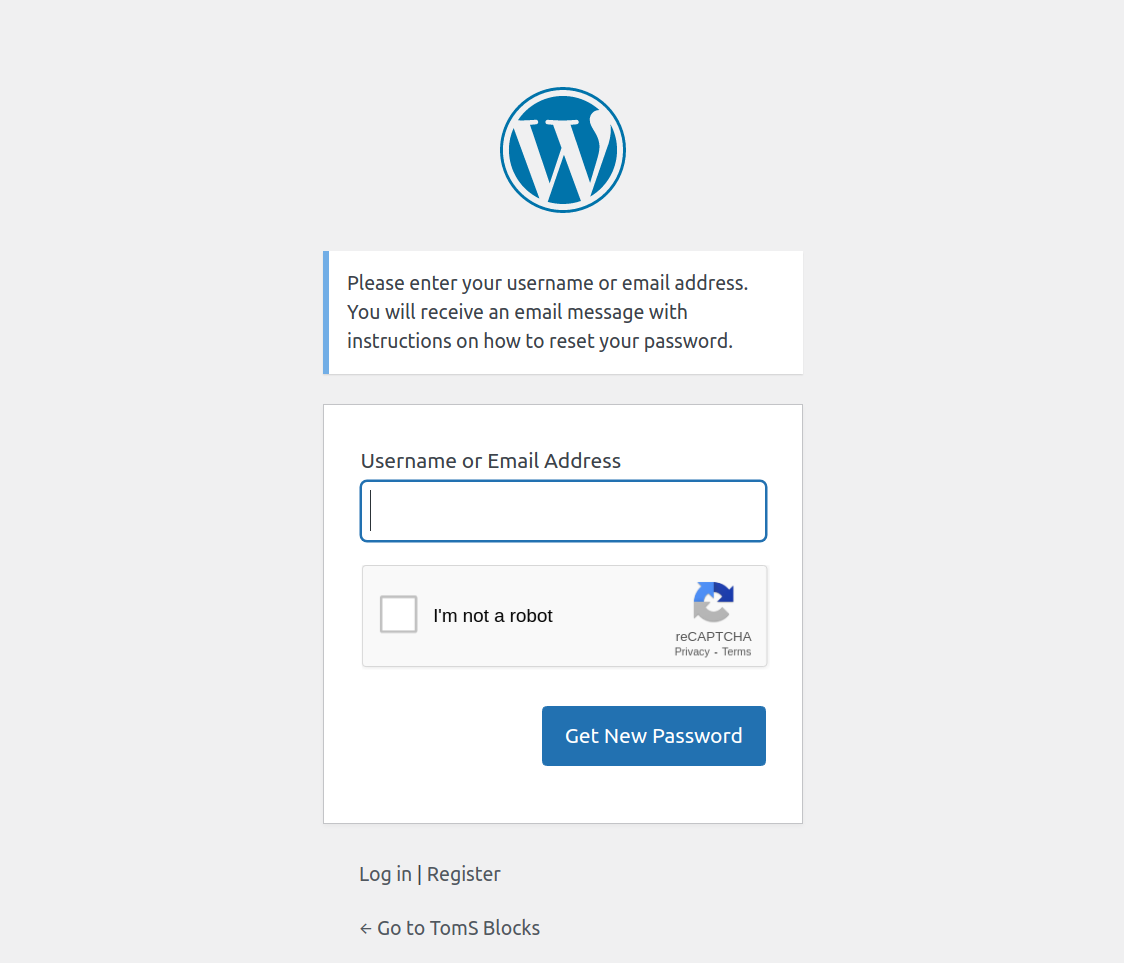 Please enter your username or email address.
You will receive an email message with
instructions on how to reset your password.
Username or Email Address
I'm not a robot
reCAPTCHA
Privacy - Terms
Get New Password
Log in | Register
← Go to TomS Blocks